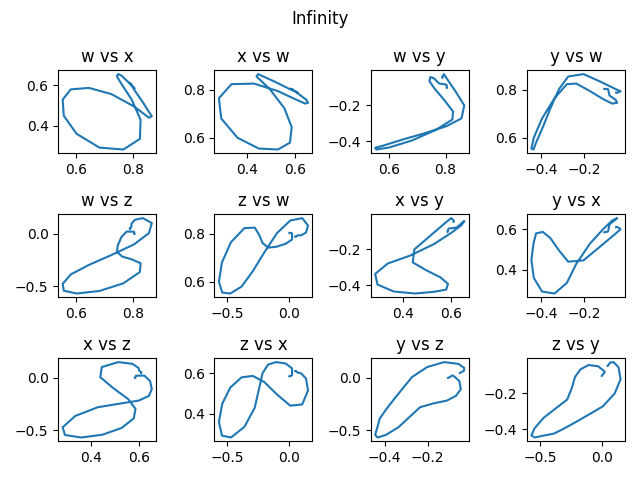 Infinity
w vs x
x vs w
w vs y
y vs w
0.6
0.4
0.6 0.8
0.8
0.6
0.4 0.6
−0.2
−0.4
0.6 0.8
0.8
0.6
−0.4 −0.2
w vs z
z vs w
x vs y
y vs x
0.0
−0.5
0.6 0.8
0.8
0.6
−0.5 0.0
−0.2
−0.4
0.4 0.6
0.6
0.4
−0.4 −0.2
x vs z
z vs x
y vs z
z vs y
0.0
−0.5
0.4 0.6
0.6
0.4
−0.5 0.0
0.0
−0.5
−0.4 −0.2
−0.2
−0.4
−0.5 0.0